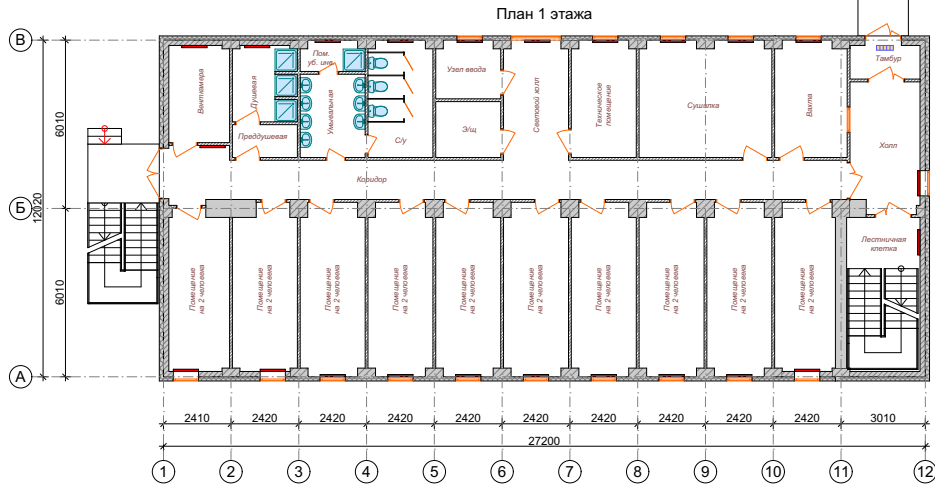 План 1 этажа
В
Б
А
6010
6010
12020
Венткамера
Душевая
Преддушевая
Пом.
уб. инв.
Умывальная
С/у
Узел ввода
Э/щ
Световой холл
Техническое
помещение
Сушилка
Вахта
Тамбур
Холл
Коридор
Лестничная
клетка
Помещение
на 2 человека
Помещение
на 2 человека
Помещение
на 2 человека
Помещение
на 2 человека
Помещение
на 2 человека
Помещение
на 2 человека
Помещение
на 2 человека
Помещение
на 2 человека
Помещение
на 2 человека
Помещение
на 2 человека
2410
2420
2420
2420
2420
2420
2420
2420
2420
2420
3010
27200
1
2
3
4
5
6
7
8
9
10
11
12